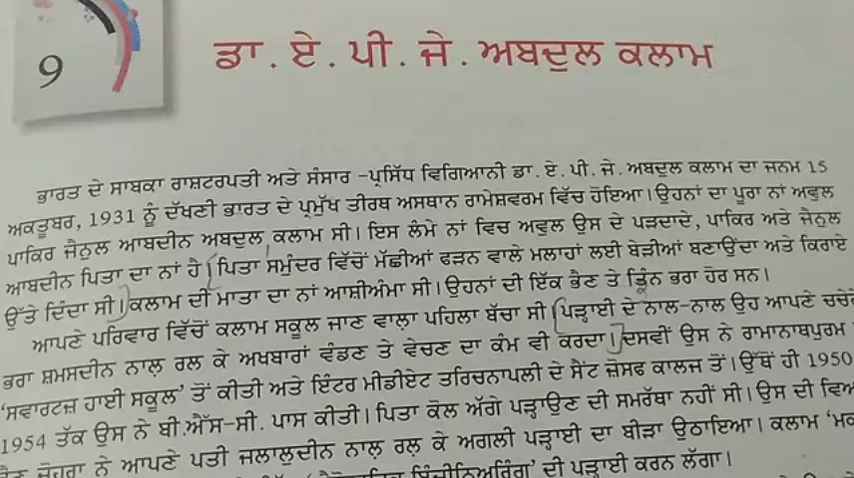 9
ਡਾ. ਏ. ਪੀ. ਜੇ. ਅਬਦੁਲ ਕਲਾਮ
ਭਾਰਤ ਦੇ ਸਾਬਕਾ ਰਾਸ਼ਟਰਪਤੀ ਅਤੇ ਸੰਸਾਰ -ਪ੍ਰਸਿੱਧ ਵਿਗਿਆਨੀ ਡਾ. ਏ. ਪੀ. ਜੇ. ਅਬਦੁਲ ਕਲਾਮ ਦਾ ਜਨਮ 15
ਅਕਤੂਬਰ, 1931 ਨੂੰ ਦੱਖਣੀ ਭਾਰਤ ਦੇ ਪ੍ਰਮੁੱਖ ਤੀਰਥ ਅਸਥਾਨ ਰਾਮੇਸ਼ਵਰਮ ਵਿੱਚ ਹੋਇਆ। ਉਹਨਾਂ ਦਾ ਪੂਰਾ ਨਾਂ ਅਵੁਲ
ਪਾਕਿਰ ਜੈਨੁਲ ਆਬਦੀਨ ਅਬਦੁਲ ਕਲਾਮ ਸੀ। ਇਸ ਲੰਮੇ ਨਾਂ ਵਿਚ ਅਵੁਲ ਉਸ ਦੇ ਪੜਦਾਦੇ, ਪਾਕਿਰ ਅਤੇ ਜੈਨੁਲ
ਆਬਦੀਨ ਪਿਤਾ ਦਾ ਨਾਂ ਹੈ। ਪਿਤਾ ਸਮੁੰਦਰ ਵਿੱਚੋਂ ਮੱਛੀਆਂ ਫੜਨ ਵਾਲੇ ਮਲਾਹਾਂ ਲਈ ਬੇੜੀਆਂ ਬਣਾਉਂਦਾ ਅਤੇ ਕਿਰਾਏ
ਉੱਤੇ ਦਿੰਦਾ ਸੀ। ਕਲਾਮ ਦੀ ਮਾਤਾ ਦਾ ਨਾਂ ਆਸ਼ੀਅੰਮਾ ਸੀ। ਉਹਨਾਂ ਦੀ ਇੱਕ ਭੈਣ ਤੇ ਤਿੰਨ ਭਰਾ ਹੋਰ ਸਨ।
ਆਪਣੇ ਪਰਿਵਾਰ ਵਿੱਚੋਂ ਕਲਾਮ ਸਕੂਲ ਜਾਣ ਵਾਲਾ ਪਹਿਲਾ ਬੱਚਾ ਸੀ। ਪੜ੍ਹਾਈ ਦੇ ਨਾਲ-ਨਾਲ ਉਹ ਆਪਣੇ ਚਚੇਰੇ
ਭਰਾ ਸ਼ਮਸਦੀਨ ਨਾਲ਼ ਰਲ ਕੇ ਅਖਬਾਰਾਂ ਵੰਡਣ ਤੇ ਵੇਚਣ ਦਾ ਕੰਮ ਵੀ ਕਰਦਾ। ਦਸਵੀਂ ਉਸ ਨੇ ਰਾਮਾਨਾਥਪੁਰਮ
'ਸਵਾਰਟਜ਼ ਹਾਈ ਸਕੂਲ' ਤੋਂ ਕੀਤੀ ਅਤੇ ਇੰਟਰ ਮੀਡੀਏਟ ਤਰਿਚਨਾਪਲੀ ਦੇ ਸੈਂਟ ਜ਼ੋਸਫ ਕਾਲਜ ਤੋਂ। ਉੱਥੋਂ ਹੀ 1950
1954 ਤੱਕ ਉਸ ਨੇ ਬੀ.ਐੱਸ-ਸੀ. ਪਾਸ ਕੀਤੀ। ਪਿਤਾ ਕੋਲ ਅੱਗੇ ਪੜ੍ਹਾਉਣ ਦੀ ਸਮਰੱਥਾ ਨਹੀਂ ਸੀ। ਉਸ ਦੀ
ਜ਼ੋਹਰਾ ਨੇ ਆਪਣੇ ਪਤੀ ਜਲਾਲੁਦੀਨ ਨਾਲ਼ ਰਲ਼ ਕੇ ਅਗਲੀ ਪੜ੍ਹਾਈ ਦਾ ਬੀੜਾ ਉਠਾਇਆ। ਕਲਾਮ
ਇੰਜੀਨਿਅਰਿੰਗ' ਦੀ ਪੜ੍ਹਾਈ ਕਰਨ ਲੱਗਾ।